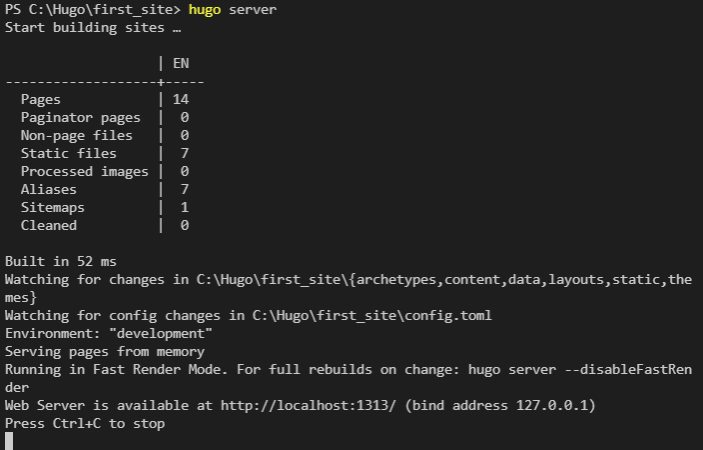 PS C:\Hugo\first_site> hugo server
Start building sites …
                   | EN
-------------------+-----
  Pages            | 14
  Paginator pages  |  0
  Non-page files   |  0
  Static files     |  7
  Processed images |  0
  Aliases          |  7
  Sitemaps         |  1
  Cleaned          |  0
Built in 52 ms
Watching for changes in C:\Hugo\first_site\{archetypes,content,data,layouts,static,the
mes}
Watching for config changes in C:\Hugo\first_site\config.toml
Environment: "development"
Serving pages from memory
Running in Fast Render Mode. For full rebuilds on change: hugo server --disableFastRen
der
Web Server is available at http://localhost:1313/ (bind address 127.0.0.1)
Press Ctrl+C to stop